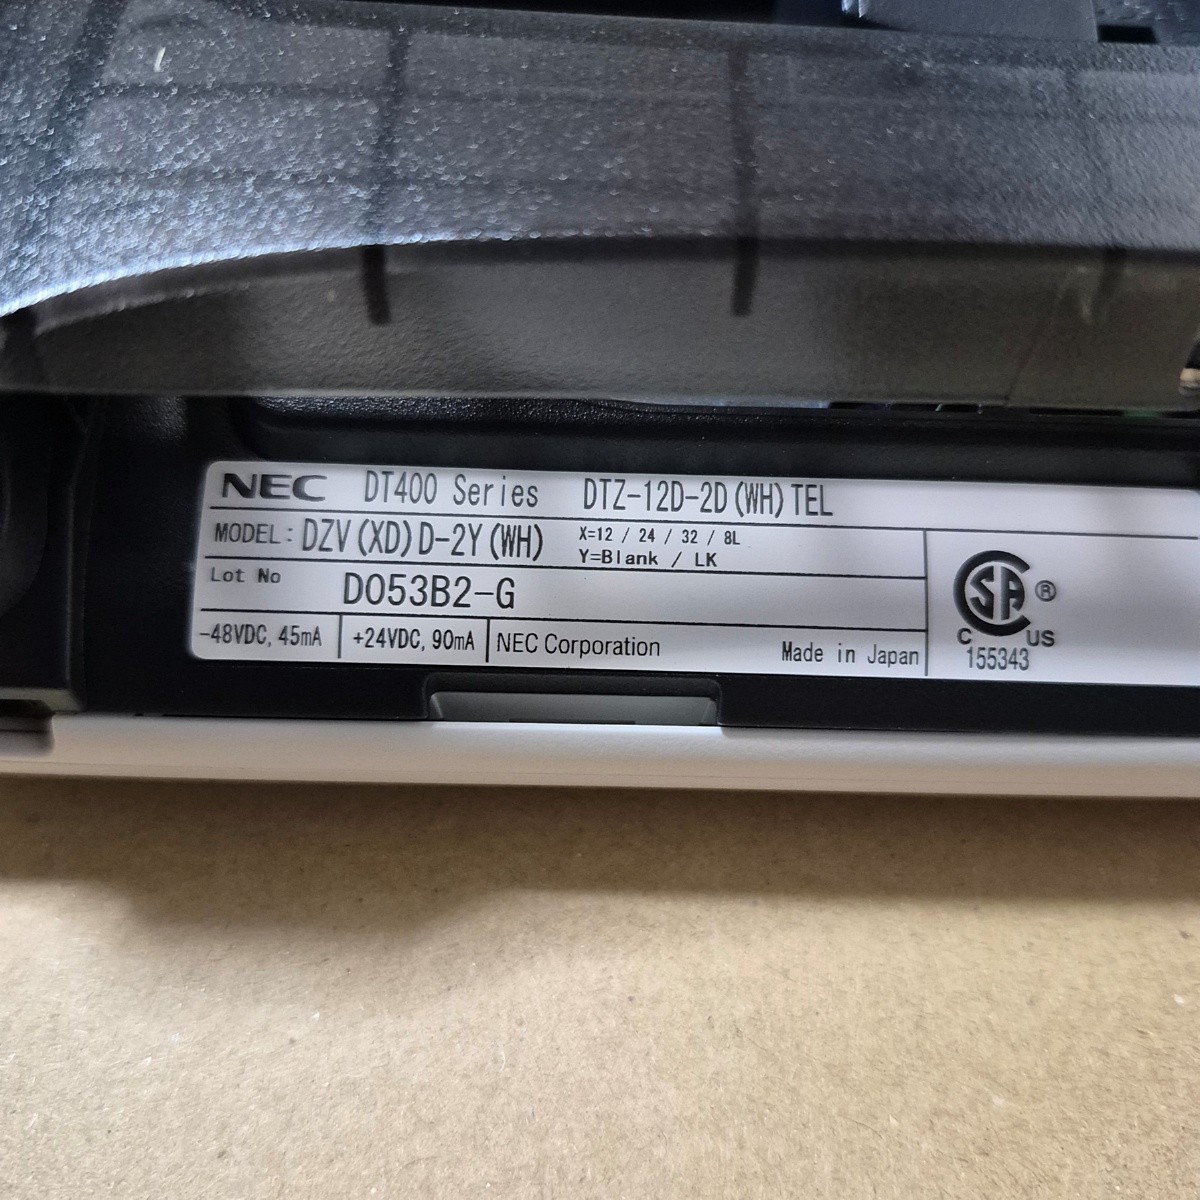 NEC DT400 Series DTZ-12D-2D(WH)TEL
MODEL: DZV(XD)D-2Y(WH) X=12 / 24 / 32 / 8L
Y=Blank / LK
Lot No D053B2-G
-48VDC, 45mA +24VDC, 90mA NEC Corporation Made in Japan
CSA ®
C US
155343